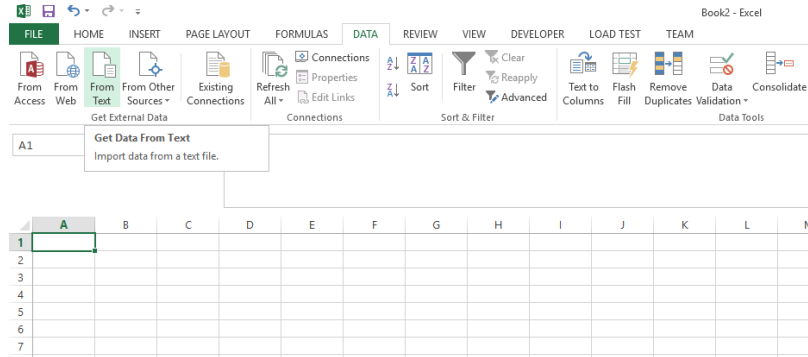 Book2 - Excel
FILE HOME INSERT PAGE LAYOUT FORMULAS DATA REVIEW VIEW DEVELOPER LOAD TEST TEAM
From Access
From Web
From Text
From Other Sources
Existing Connections
Get External Data
Refresh All
Connections
Properties
Edit Links
Connections
Sort
Filter
Clear
Reapply
Advanced
Sort & Filter
Text to Columns
Flash Fill
Remove Duplicates
Data Validation
Consolidate
Data Tools
Get Data From Text
Import data from a text file.
A1
A B C D E F G H I J K L
1
2
3
4
5
6
7